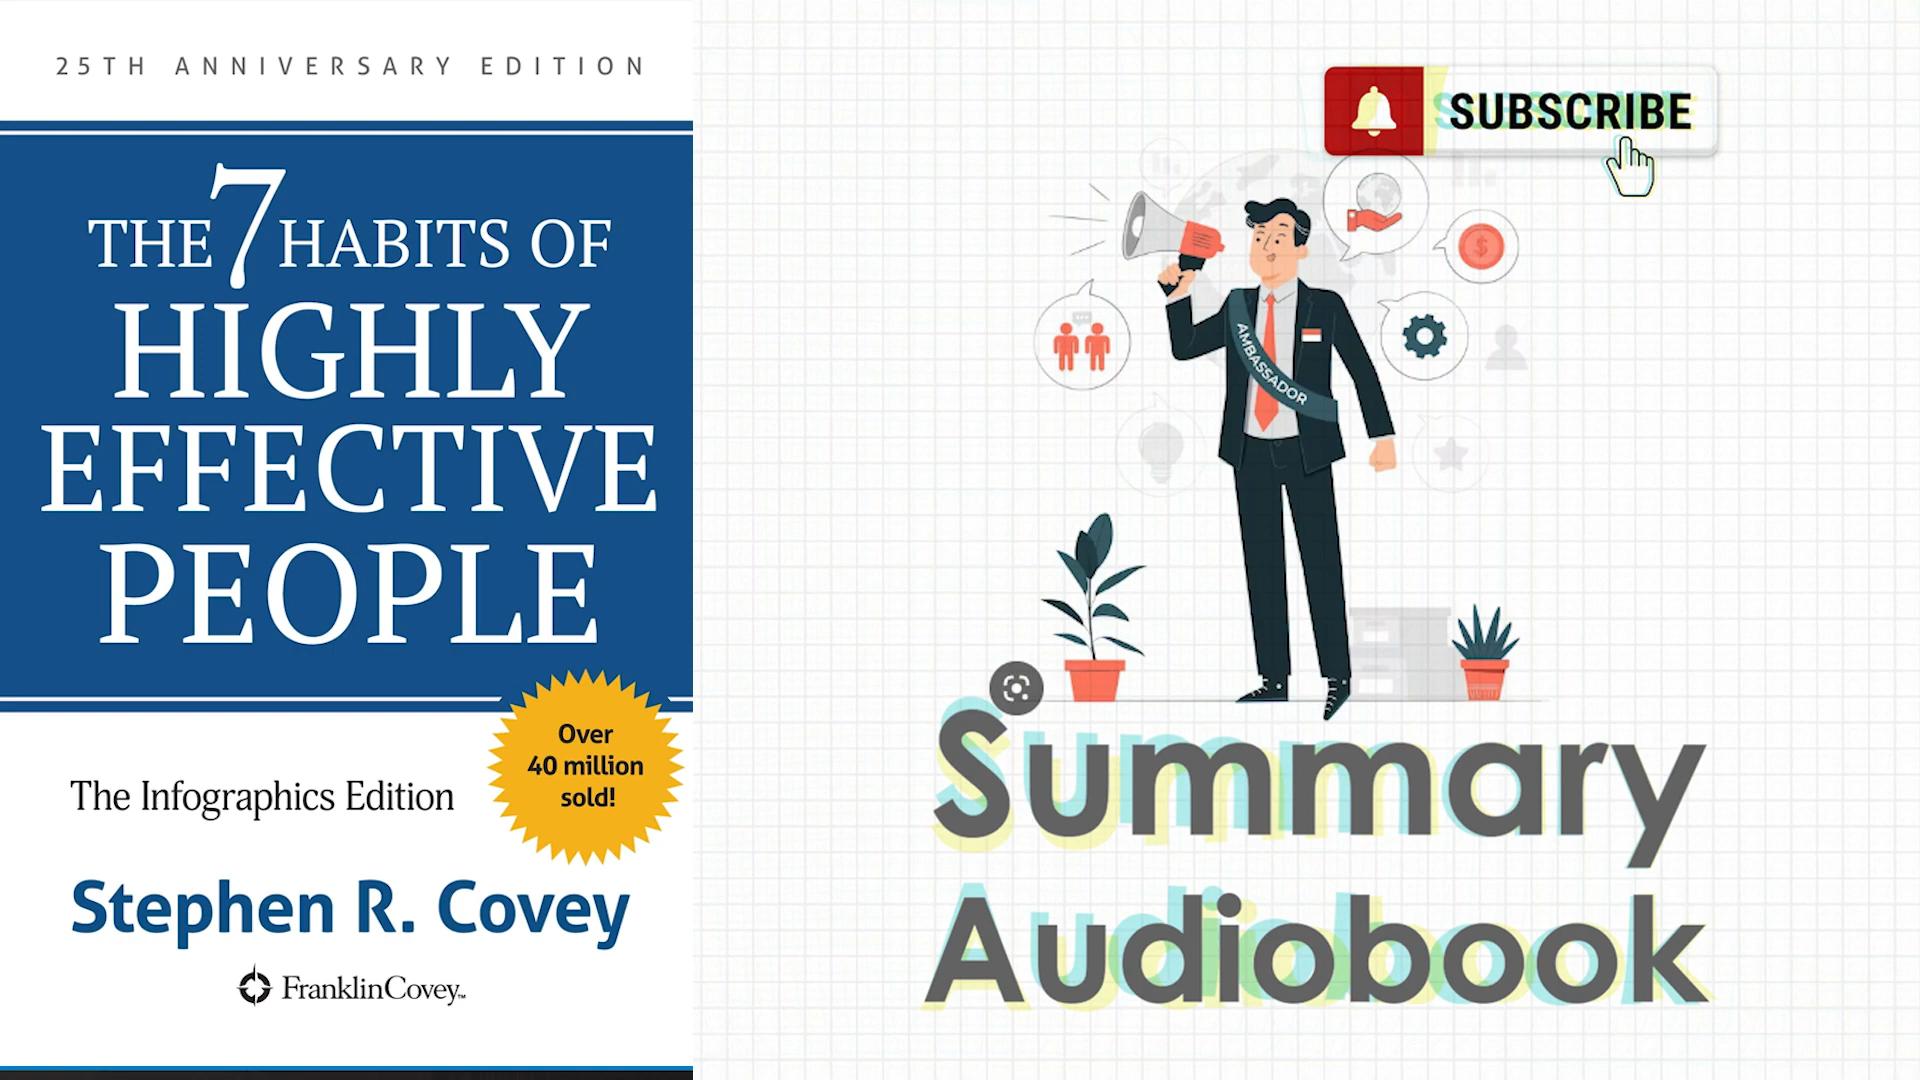 25TH ANNIVERSARY EDITION
THE 7 HABITS OF
HIGHLY
EFFECTIVE
PEOPLE
Over
40 million
sold!
The Infographics Edition
Stephen R. Covey
FranklinCovey™
SUBSCRIBE
AMBASSADOR
$
Summary
Audiobook